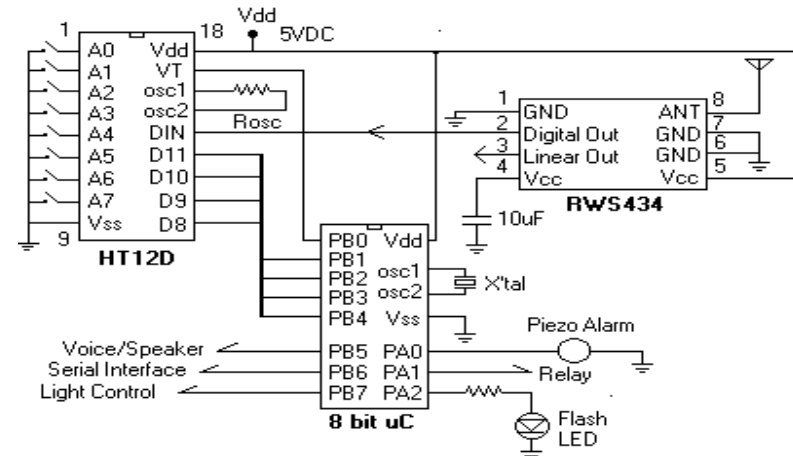 Vdd
5VDC
1
18
A0 Vdd
A1 VT
A2 osc1
A3 osc2
A4 DIN
A5 D11
A6 D10
A7 D9
Vss D8
9
HT12D
Rosc
1
GND
ANT
8
2
Digital Out
GND
7
3
Linear Out
GND
6
4
Vcc
Vcc
5
RWS434
10uF
PB0 Vdd
PB1
PB2 osc1
PB3 osc2
PB4 Vss
PB5 PA0
PB6 PA1
PB7 PA2
8 bit uC
X'tal
Voice/Speaker
Serial Interface
Light Control
Piezo Alarm
Relay
Flash
LED